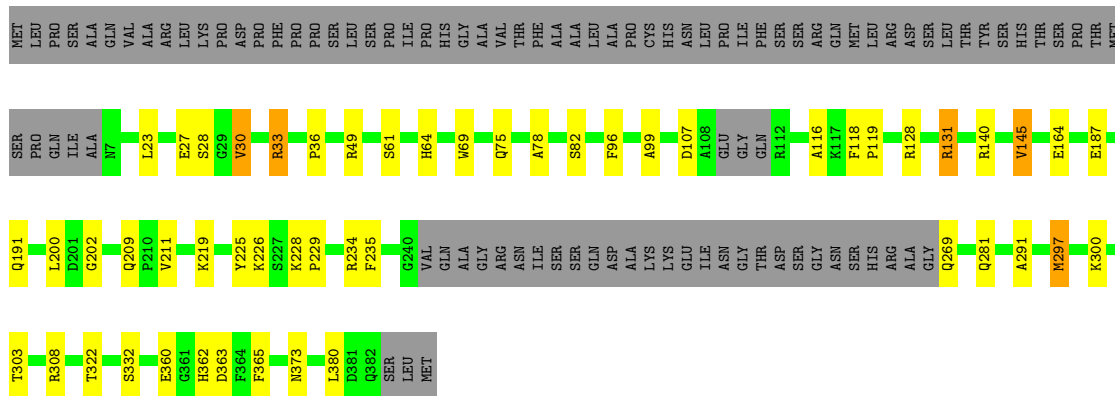 MET LEU PRO SER ALA GLN VAL ALA ARG LEU LYS PRO ASP PRO PHE PRO PRO SER LEU SER PRO ILE PRO HIS GLY ALA VAL THR PHE ALA ALA LEU ALA PRO CYS HIS ASN LEU PRO ILE PHE SER SER ARG GLN MET LEU ARG ASP SER LEU THR TYR SER HIS THR SER PRO THR MET
SER PRO GLN ILE ALA N7 L23 E27 S28 G29 V30 R33 P36 R49 S61 H64 W69 Q75 A78 S82 F96 A99 D107 A108 GLU GLY GLN R112 A116 K117 F118 P119 R128 R131 R140 V145 E164 E187
Q191 L200 D201 G202 Q209 P210 V211 K219 Y225 K226 S227 K228 P229 R234 F235 G240 VAL GLN ALA GLY ARG ASN ILE SER SER GLN ASP ALA LYS LYS GLU ILE ASN GLY THR ASP SER GLY ASN SER HIS ARG ALA GLY Q269 Q281 A291 M297 K300
T303 R308 T322 S332 E360 G361 H362 D363 F364 F365 N373 L380 D381 Q382 SER LEU MET